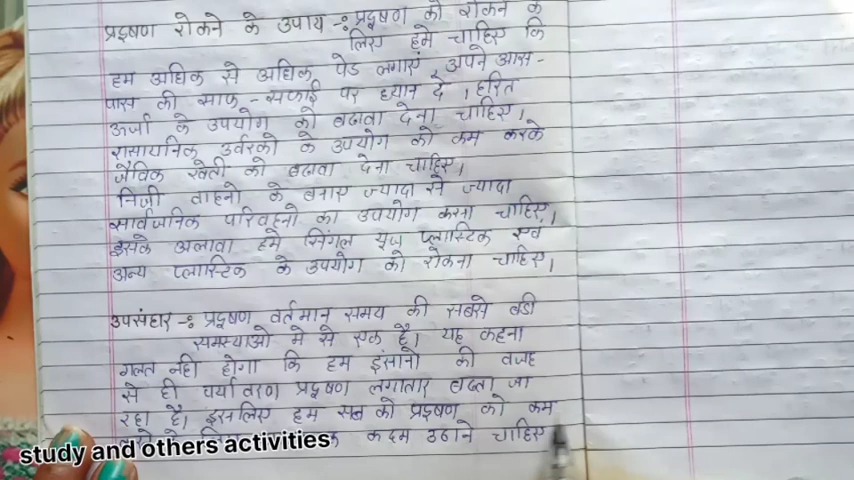 प्रदूषण रोकने के उपाय -: प्रदूषण को रोकने के
लिए हमे चाहिए कि
हम अधिक से अधिक पेड लगाएं, अपने आस-
पास की साफ - सफाई पर ध्यान दे, हरित
ऊर्जा के उपयोग को बढावा देना चाहिए,
रासायनिक उर्वरको के उपयोग को कम करके
जैविक खेती को बढावा देना चाहिए,
निजी वाहनो के बजाए ज्यादा से ज्यादा
सार्वजनिक परिवहनो का उपयोग करना चाहिए,
इसके अलावा हमे सिंगल यूज प्लास्टिक एवं
अन्य प्लास्टिक के उपयोग को रोकना चाहिए,
उपसंहार -: प्रदूषण वर्तमान समय की सबसे बडी
समस्याओ मे से एक है। यह कहना
गलत नही होगा कि हम इंसानो की वजह
से ही पर्यावरण प्रदूषण लगातार बढता जा
रहा है। इसलिए हम सब को प्रदूषण को कम
कदम उठाने चाहिए
study and others activities